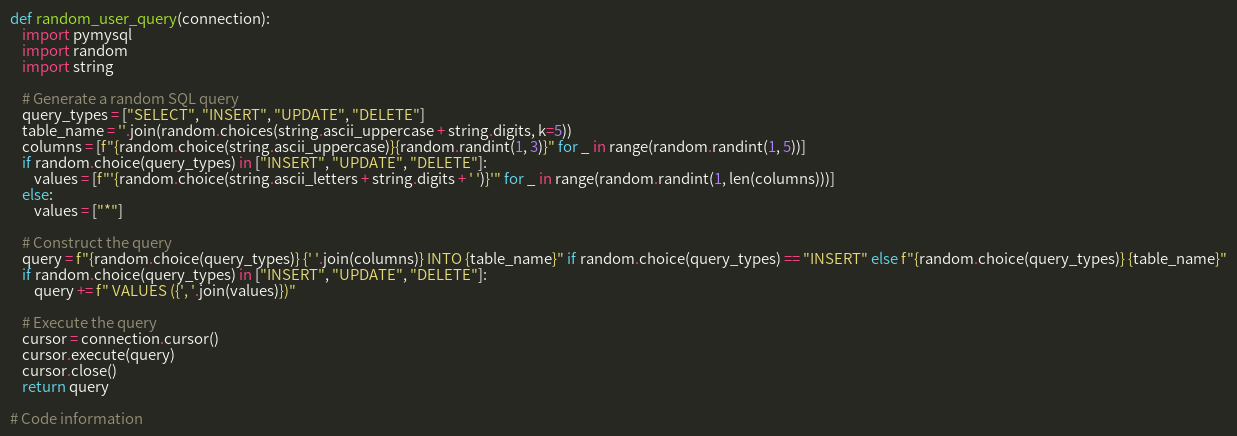 def random_user_query(connection):
    import pymysql
    import random
    import string

    # Generate a random SQL query
    query_types = ["SELECT", "INSERT", "UPDATE", "DELETE"]
    table_name = ''.join(random.choices(string.ascii_uppercase + string.digits, k=5))
    columns = [f"{random.choice(string.ascii_uppercase)}{random.randint(1, 3)}" for _ in range(random.randint(1, 5))]
    if random.choice(query_types) in ["INSERT", "UPDATE", "DELETE"]:
        values = [f"'{random.choice(string.ascii_letters + string.digits + ' ')}'" for _ in range(random.randint(1, len(columns)))]
    else:
        values = ["*"]

    # Construct the query
    query = f"{random.choice(query_types)} {' '.join(columns)} INTO {table_name}" if random.choice(query_types) == "INSERT" else f"{random.choice(query_types)} {table_name}"
    if random.choice(query_types) in ["INSERT", "UPDATE", "DELETE"]:
        query += f" VALUES ({', '.join(values)})"

    # Execute the query
    cursor = connection.cursor()
    cursor.execute(query)
    cursor.close()
    return query

# Code information